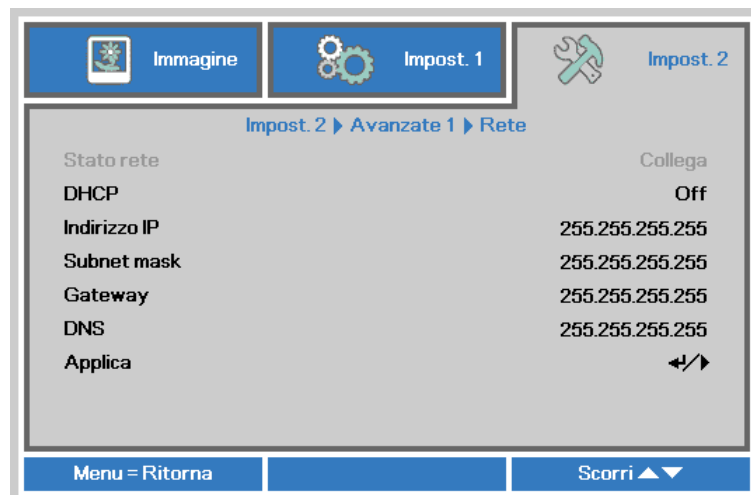 Immagine
Impost. 1
Impost. 2
Impost. 2 ▶ Avanzate 1 ▶ Rete
Stato rete Collega
DHCP Off
Indirizzo IP 255.255.255.255
Subnet mask 255.255.255.255
Gateway 255.255.255.255
DNS 255.255.255.255
Applica ↵/▶
Menu = Ritorna
Scorri ▲▼